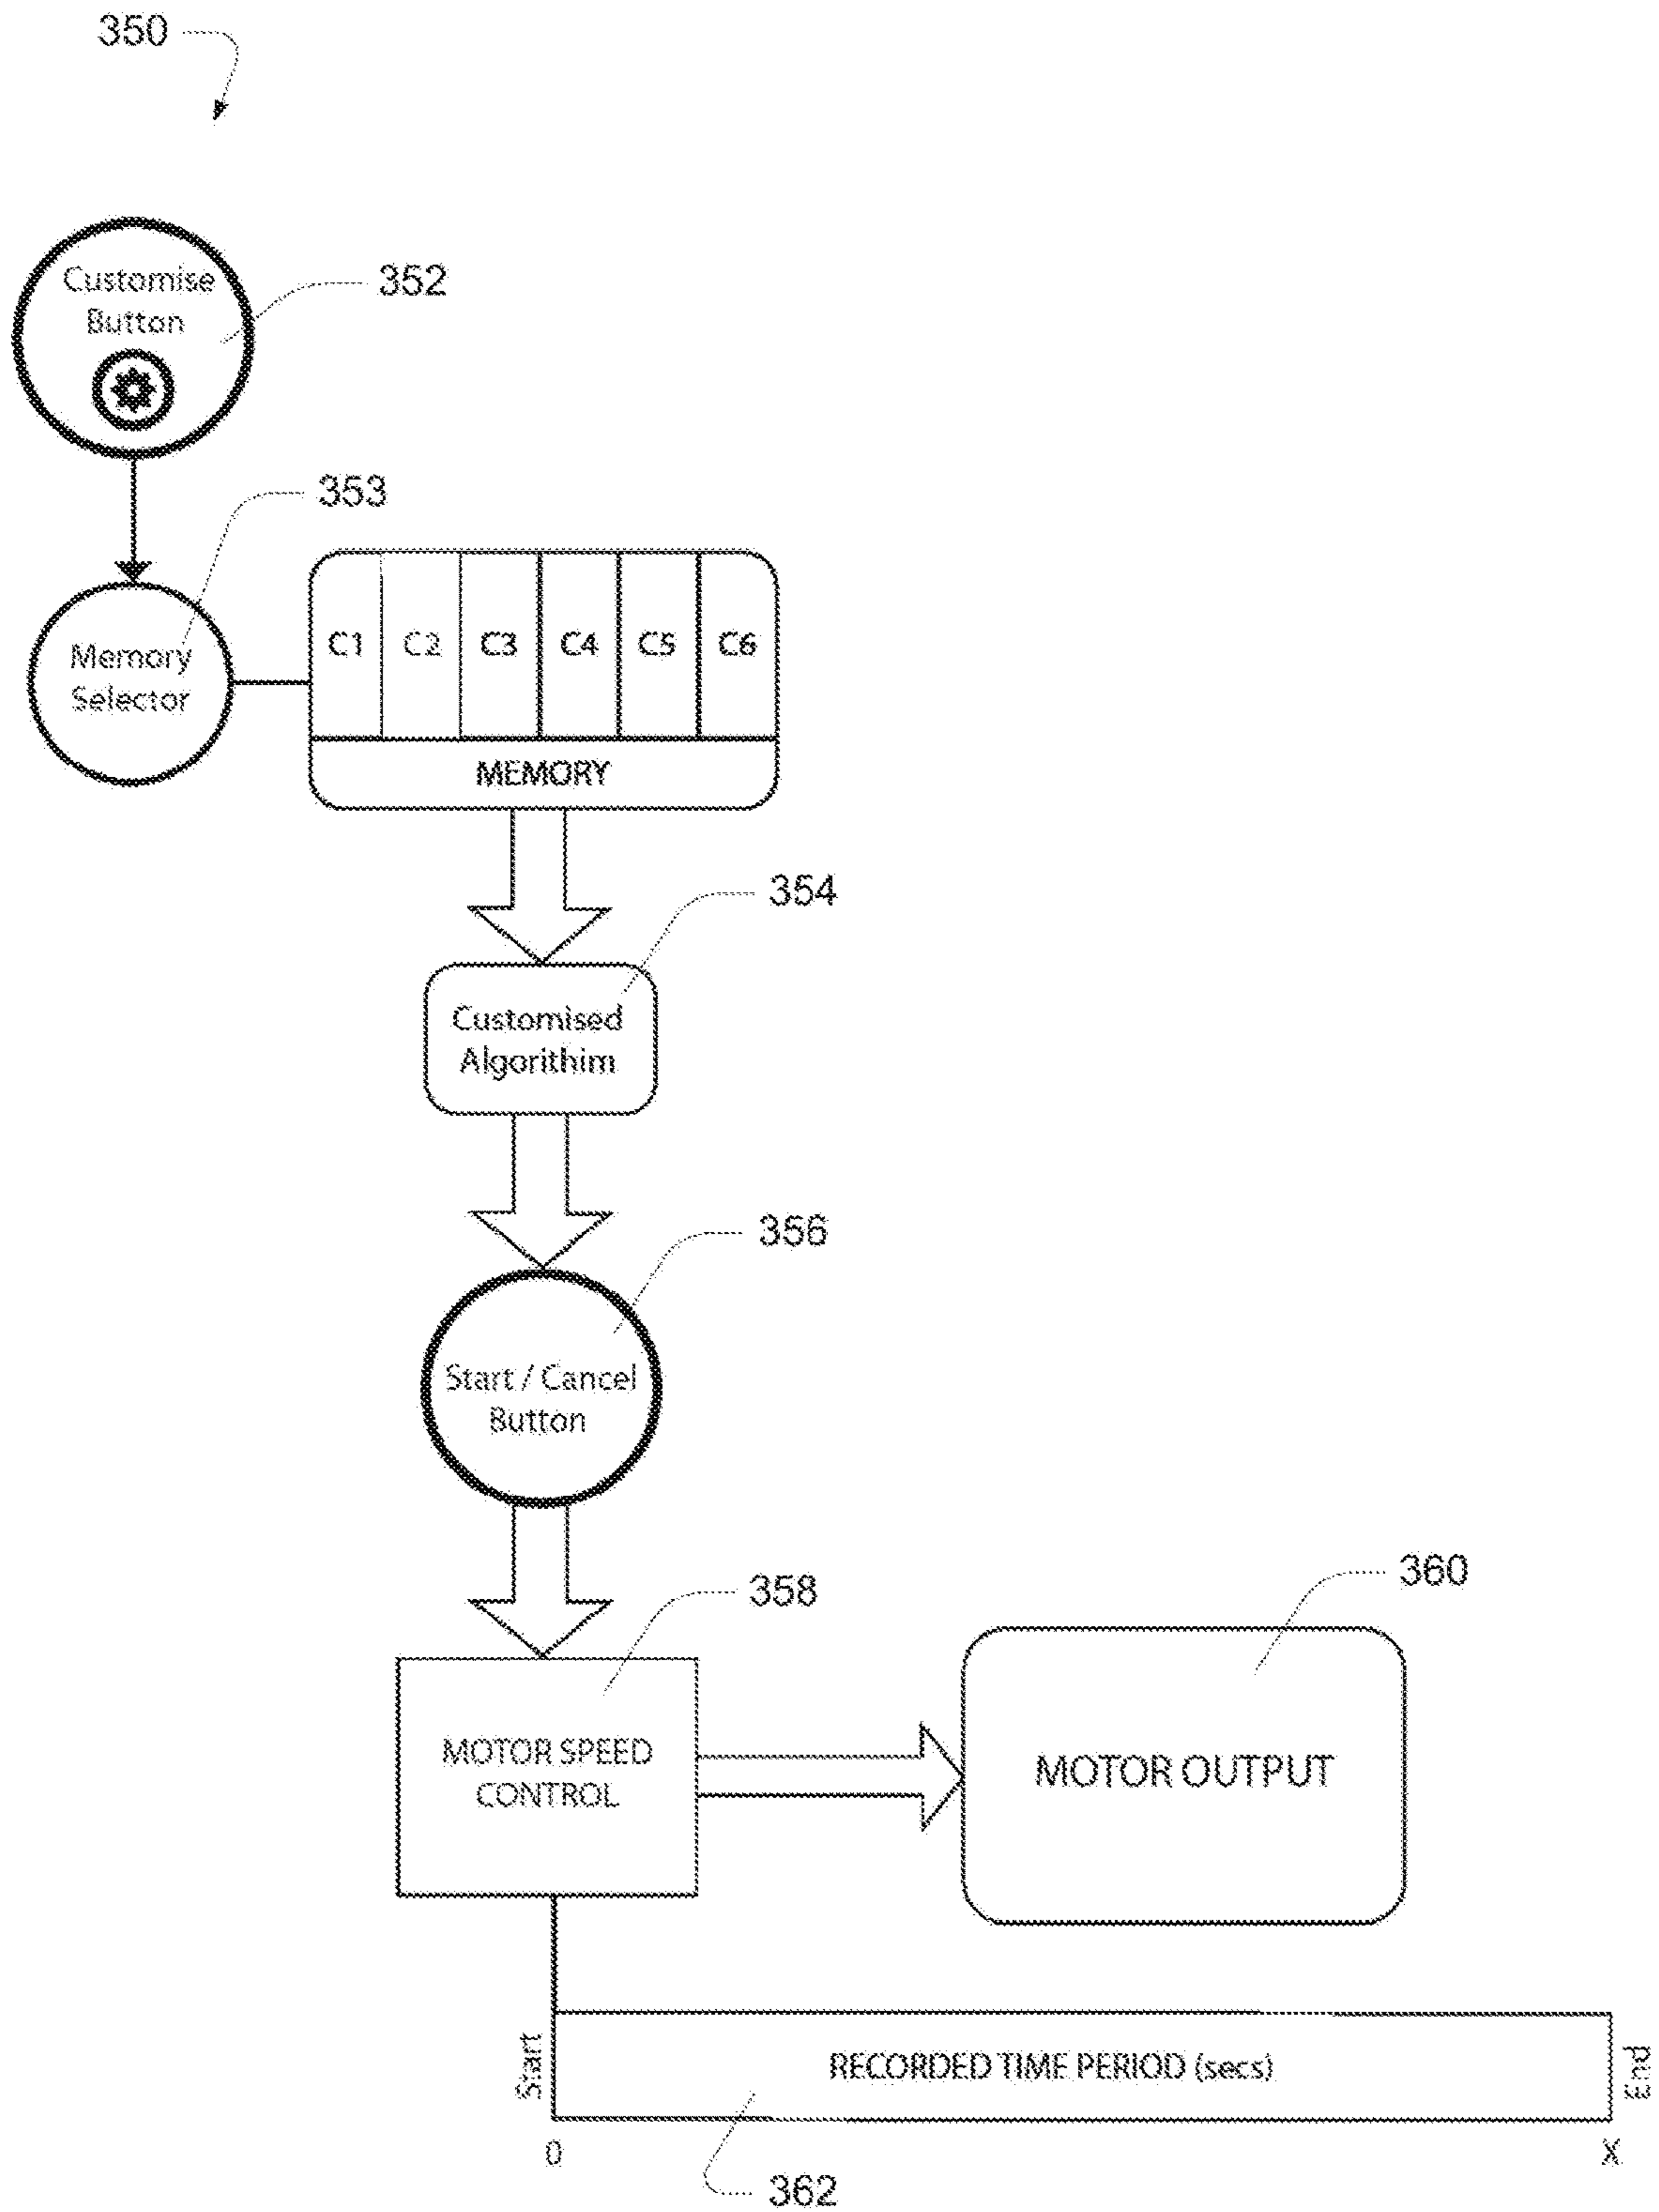 350
Customise
Button
352
353
Memory
Selector
C1 C2 C3 C4 C5 C6
MEMORY
354
Customised
Algorithim
356
Start / Cancel
Button
358
360
MOTOR SPEED
CONTROL
MOTOR OUTPUT
Start
RECORDED TIME PERIOD (secs)
End
0
X
362